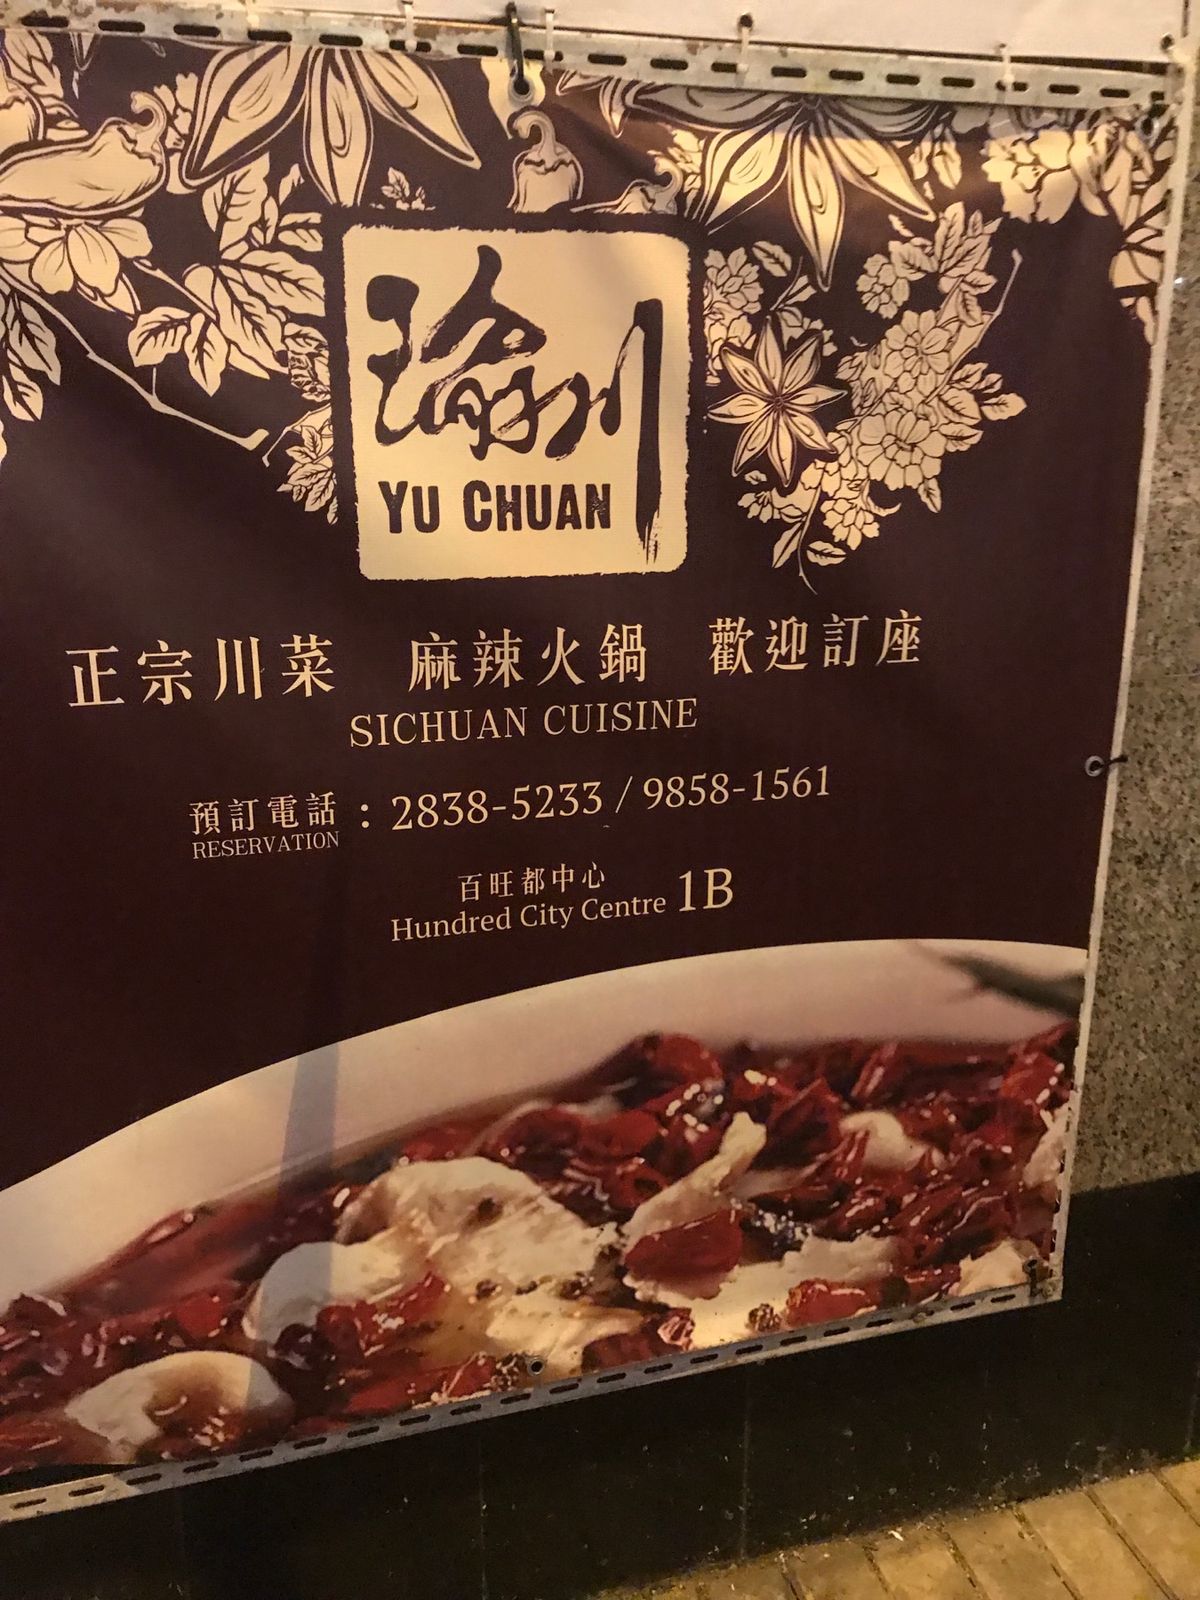 瑜川
YU CHUAN
正宗川菜 麻辣火鍋 歡迎訂座
SICHUAN CUISINE
預訂電話 : 2838-5233 / 9858-1561
RESERVATION
百旺都中心
Hundred City Centre 1B